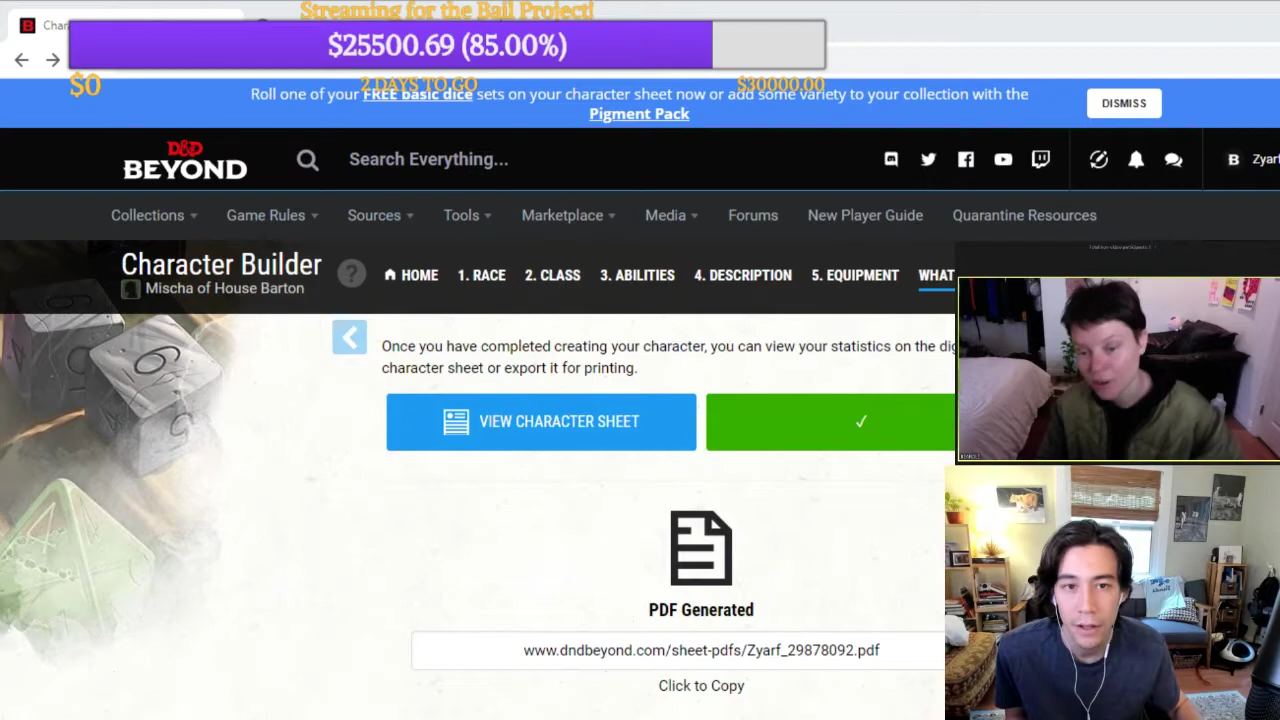 Streaming for the Bail Project!
$25500.69 (85.00%)
$0
2 DAYS TO GO
$30000.00
Roll one of your FREE basic dice sets on your character sheet now or add some variety to your collection with the
Pigment Pack
DISMISS
D&D
BEYOND
Search Everything...
B Zyarf
Collections
Game Rules
Sources
Tools
Marketplace
Media
Forums
New Player Guide
Quarantine Resources
Character Builder
?
Mischa of House Barton
HOME
1. RACE
2. CLASS
3. ABILITIES
4. DESCRIPTION
5. EQUIPMENT
WHAT
Once you have completed creating your character, you can view your statistics on the dig
character sheet or export it for printing.
VIEW CHARACTER SHEET
PDF Generated
www.dndbeyond.com/sheet-pdfs/Zyarf_29878092.pdf
Click to Copy